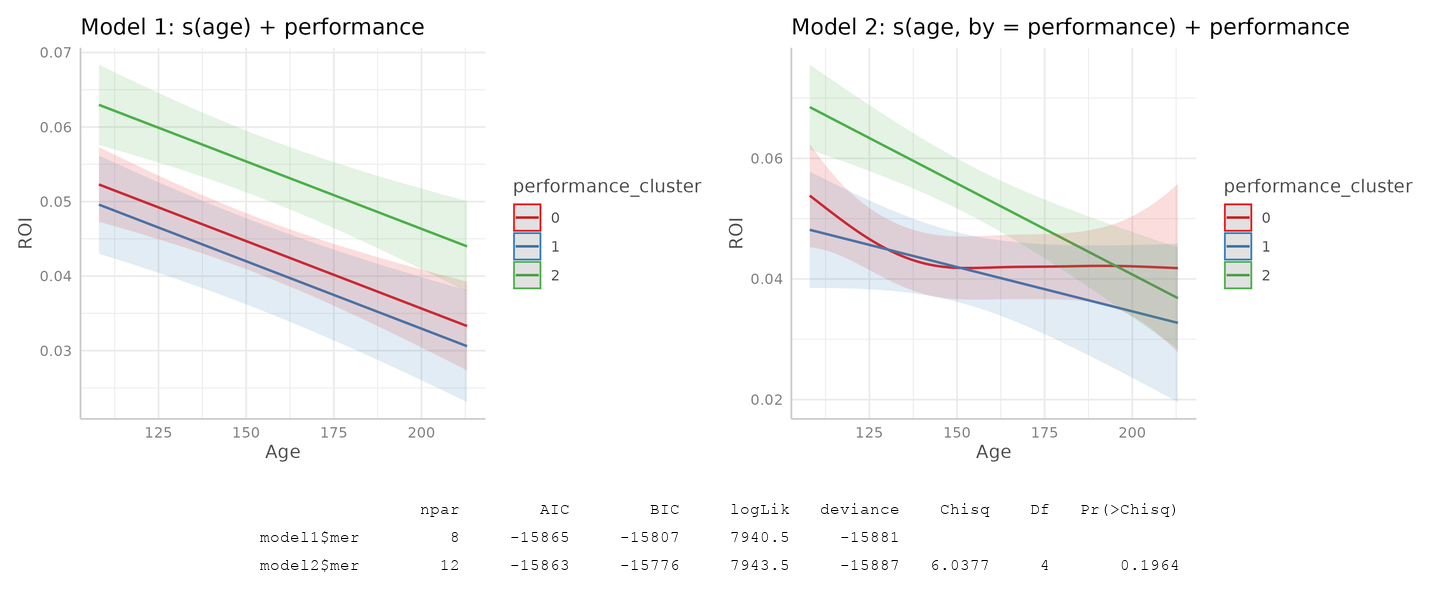 Model 1: s(age) + performance
0.07
0.06
0.05
0.04
0.03
ROI
125 150 175 200
Age
performance_cluster
0
1
2
Model 2: s(age, by = performance) + performance
0.06
0.04
0.02
ROI
125 150 175 200
Age
performance_cluster
0
1
2
npar AIC BIC logLik deviance Chisq Df Pr(>Chisq)
model1$mer 8 -15865 -15807 7940.5 -15881
model2$mer 12 -15863 -15776 7943.5 -15887 6.0377 4 0.1964